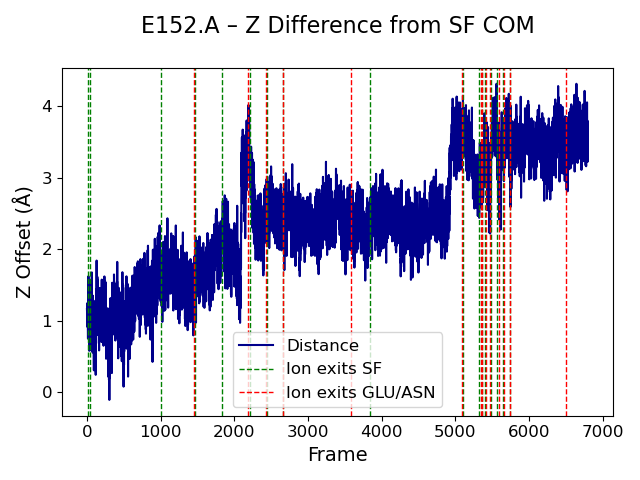 E152.A – Z Difference from SF COM
Z Offset (Å)
4
3
2
1
0
Distance
Ion exits SF
Ion exits GLU/ASN
0 1000 2000 3000 4000 5000 6000 7000
Frame